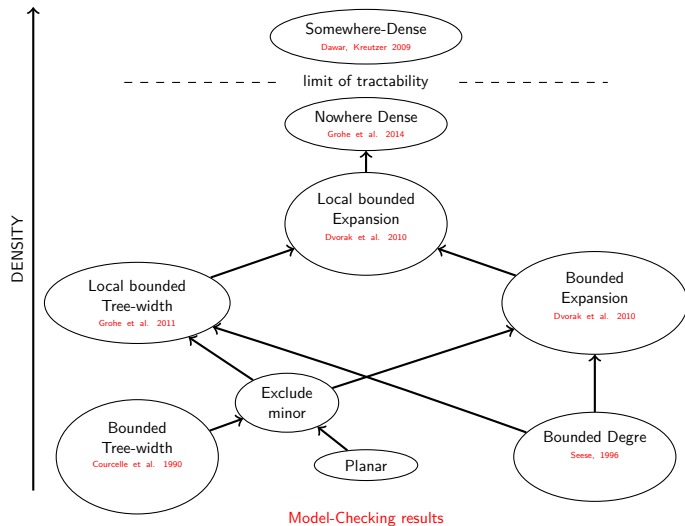 Somewhere-Dense
Dawar, Kreutzer 2009
limit of tractability
Nowhere Dense
Grohe et al. 2014
Local bounded
Expansion
Dvorak et al. 2010
DENSITY
Local bounded
Tree-width
Grohe et al. 2011
Bounded
Expansion
Dvorak et al. 2010
Exclude
minor
Bounded
Tree-width
Courcelle et al. 1990
Planar
Bounded Degre
Seese, 1996
Model-Checking results